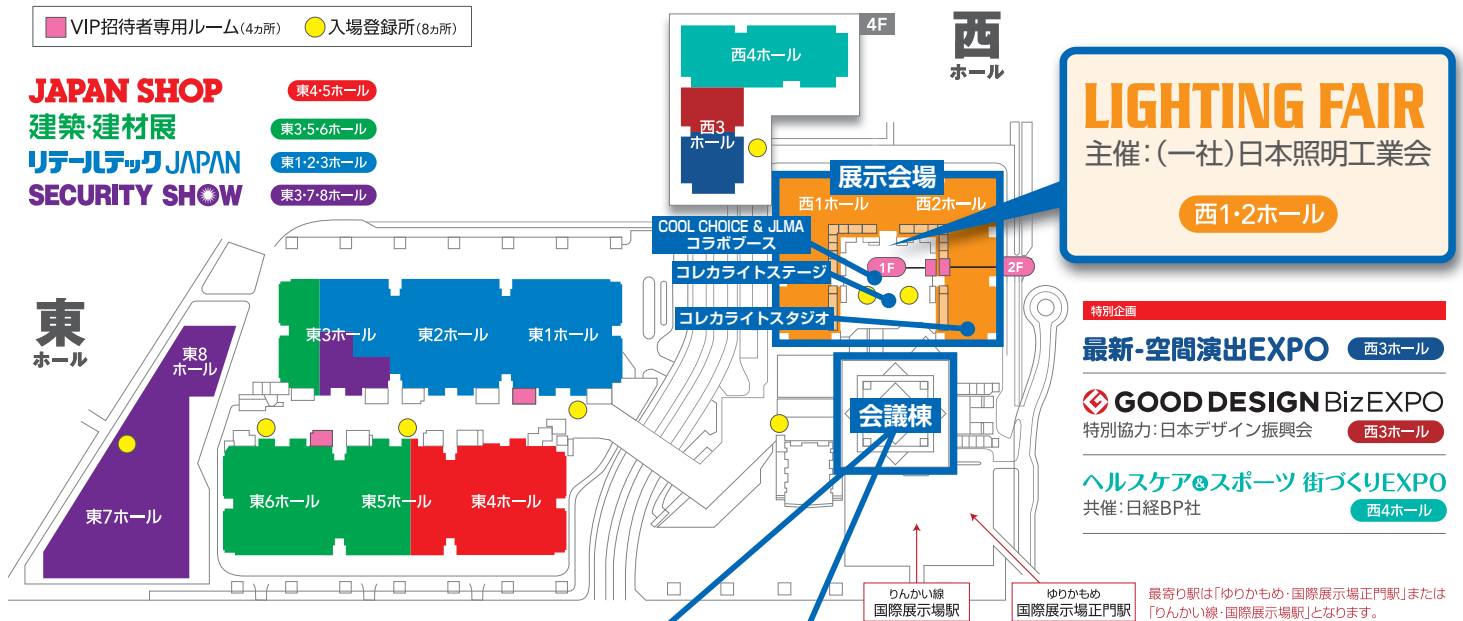 VIP招待者専用ルーム(4ヵ所) 入場登録所(8ヵ所)
JAPAN SHOP 東4・5ホール
建築・建材展 東3・5・6ホール
リテールテック JAPAN 東1・2・3ホール
SECURITY SHOW 東3・7・8ホール
4F
西4ホール
西3
ホール
西
ホール
LIGHTING FAIR
主催:(一社)日本照明工業会
西1・2ホール
展示会場
西1ホール 西2ホール
COOL CHOICE & JLMA
コラボブース
コレカライトステージ
コレカライトスタジオ
1F
2F
会議棟
東
ホール
東8
ホール
東7ホール
東3ホール 東2ホール 東1ホール
東6ホール 東5ホール 東4ホール
特別企画
最新-空間演出EXPO 西3ホール
GOOD DESIGN BizEXPO
特別協力:日本デザイン振興会 西3ホール
ヘルスケア&スポーツ 街づくりEXPO
共催:日経BP社 西4ホール
りんかい線
国際展示場駅
ゆりかもめ
国際展示場正門駅
最寄り駅は「ゆりかもめ・国際展示場正門駅」または
「りんかい線・国際展示場駅」となります。